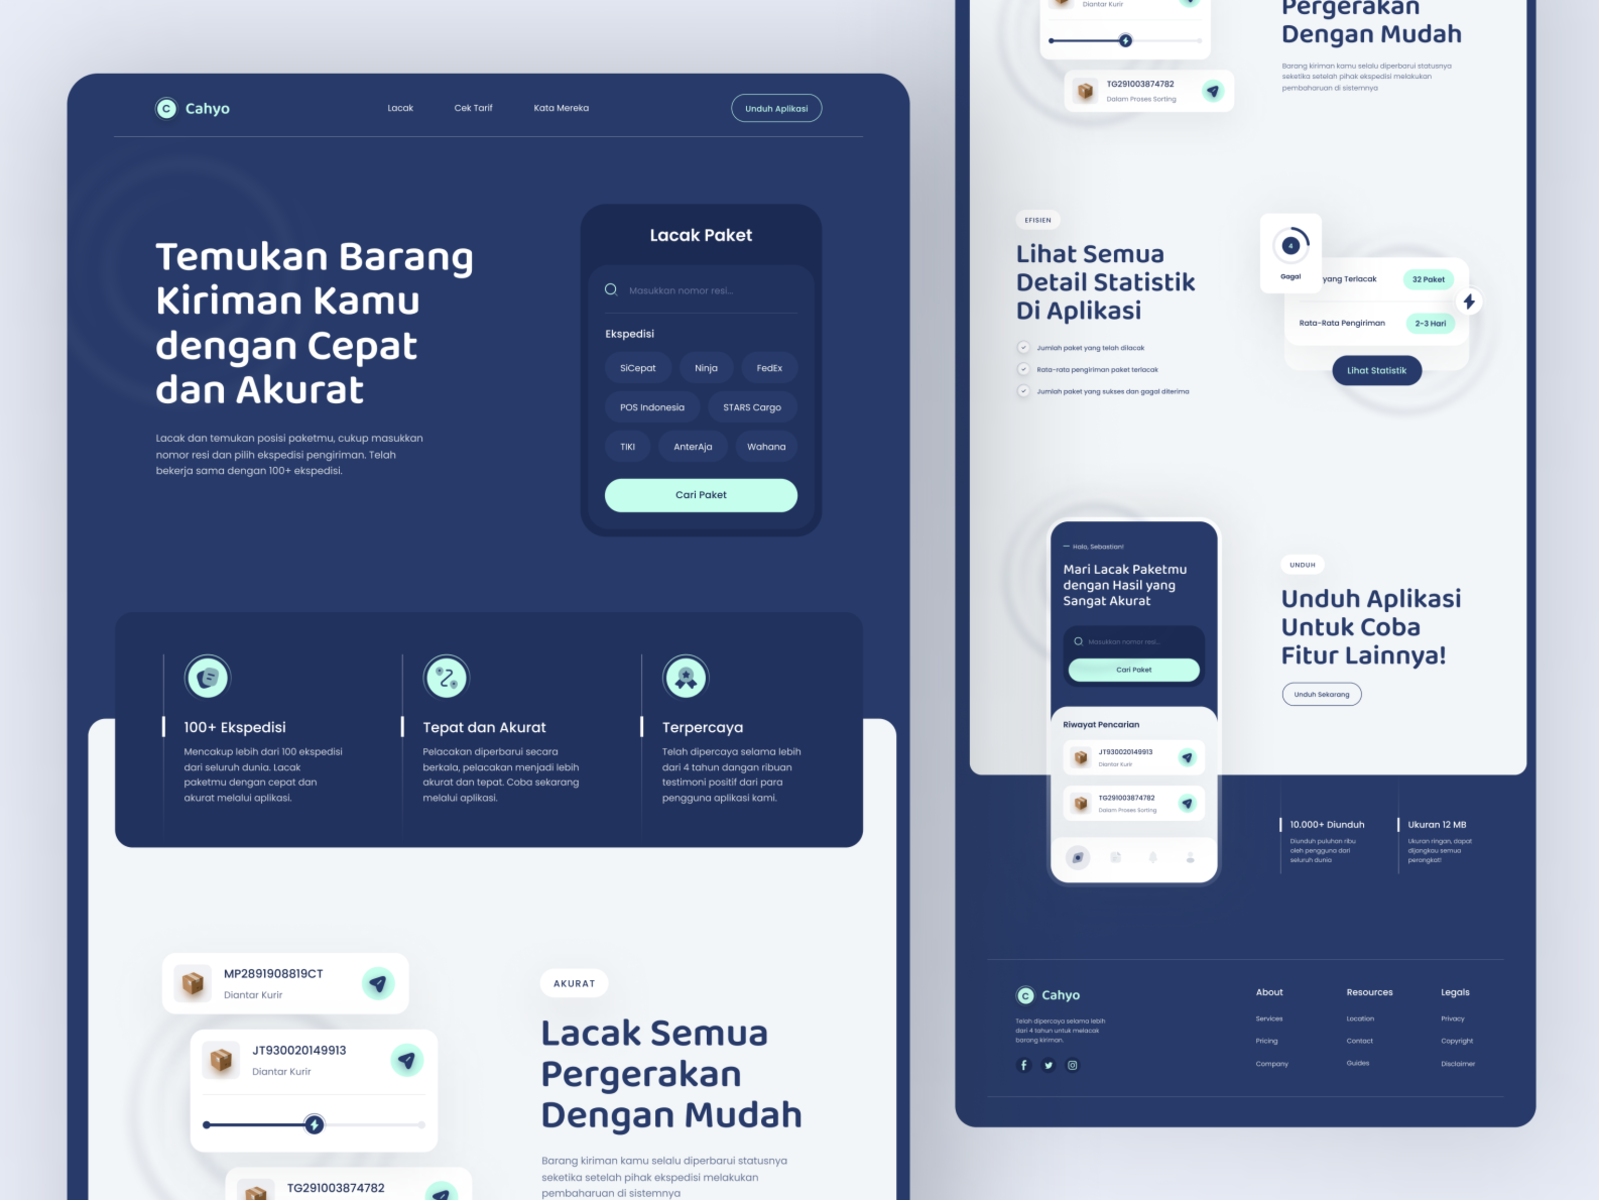 Cahyo
Lacak
Cek Tarif
Kata Mereka
Unduh Aplikasi
Temukan Barang
Kiriman Kamu
dengan Cepat
dan Akurat
Lacak dan temukan posisi paketmu, cukup masukkan
nomor resi dan pilih ekspedisi pengiriman. Telah
bekerja sama dengan 100+ ekspedisi.
Lacak Paket
Masukkan nomor resi...
Ekspedisi
SiCepat
Ninja
FedEx
POS Indonesia
STARS Cargo
TIKI
AnterAja
Wahana
Cari Paket
100+ Ekspedisi
Mencakup lebih dari 100 ekspedisi
dari seluruh dunia. Lacak
paketmu dengan cepat dan
akurat melalui aplikasi.
Tepat dan Akurat
Pelacakan diperbarui secara
berkala, pelacakan menjadi lebih
akurat dan tepat. Coba sekarang
melalui aplikasi.
Terpercaya
Telah dipercaya selama lebih
dari 4 tahun dangan ribuan
testimoni positif dari para
pengguna aplikasi kami.
MP2891908819CT
Diantar Kurir
JT930020149913
Diantar Kurir
TG291003874782
AKURAT
Lacak Semua
Pergerakan
Dengan Mudah
Barang kiriman kamu selalu diperbarui statusnya
seketika setelah pihak ekspedisi melakukan
pembaharuan di sistemnya
Diantar Kurir
TG291003874782
Dalam Proses Sorting
Pergerakan
Dengan Mudah
Barang kiriman kamu selalu diperbarui statusnya
seketika setelah pihak ekspedisi melakukan
pembaharuan di sistemnya
EFISIEN
Lihat Semua
Detail Statistik
Di Aplikasi
Jumlah paket yang telah dilacak
Rata-rata pengiriman paket terlacak
Jumlah paket yang sukses dan gagal diterima
4
Gagal
yang Terlacak
32 Paket
Rata-Rata Pengiriman
2-3 Hari
Lihat Statistik
Halo, Sebastian!
Mari Lacak Paketmu
dengan Hasil yang
Sangat Akurat
Masukkan nomor resi...
Cari Paket
Riwayat Pencarian
JT930020149913
Diantar Kurir
TG291003874782
Dalam Proses Sorting
UNDUH
Unduh Aplikasi
Untuk Coba
Fitur Lainnya!
Unduh Sekarang
10.000+ Diunduh
Diunduh puluhan ribu
oleh pengguna dari
seluruh dunia
Ukuran 12 MB
Ukuran ringan, dapat
dijangkau semua
perangkat!
Cahyo
Telah dipercaya selama lebih
dari 4 tahun untuk melacak
barang kiriman.
About
Services
Pricing
Company
Resources
Location
Contact
Guides
Legals
Privacy
Copyright
Disclaimer